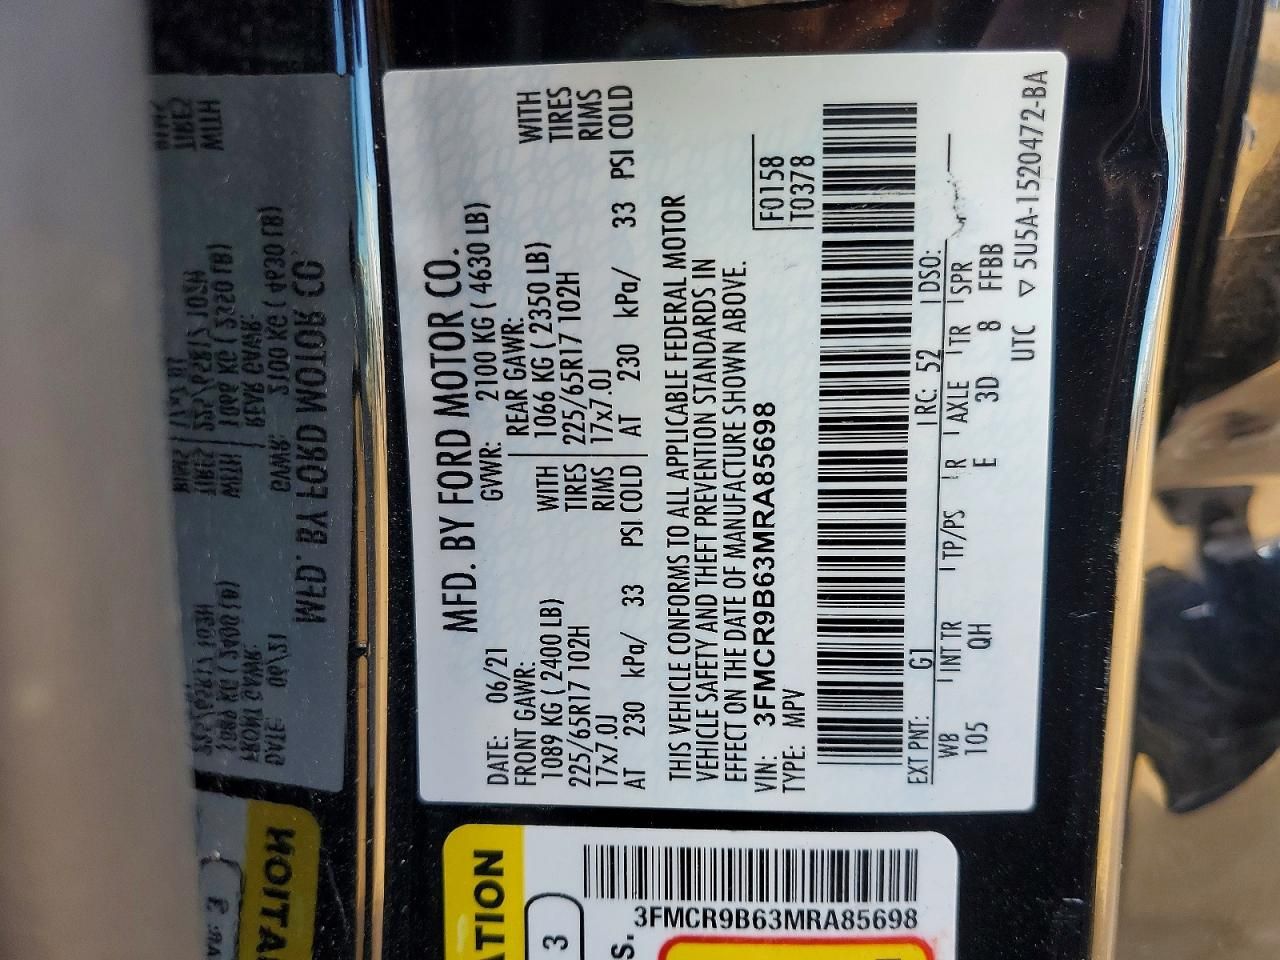 MFD. BY FORD MOTOR CO.
DATE: 06/21 GVWR: 2100 KG ( 4630 LB)
FRONT GAWR: REAR GAWR:
1089 KG ( 2400 LB) WITH 1066 KG ( 2350 LB) WITH
225/65R17 102H TIRES 225/65R17 102H TIRES
17x7.0J RIMS 17x7.0J RIMS
AT 230 kPa/ 33 PSI COLD AT 230 kPa/ 33 PSI COLD
THIS VEHICLE CONFORMS TO ALL APPLICABLE FEDERAL MOTOR
VEHICLE SAFETY AND THEFT PREVENTION STANDARDS IN
EFFECT ON THE DATE OF MANUFACTURE SHOWN ABOVE.
VIN: 3FMCR9B63MRA85698 F0158
TYPE: MPV T0378
EXT PNT: G1 RC: 52 DSO:
WB INT TR TP/PS R AXLE TR SPR
105 QH E 3D 8 FFBB
UTC ▽ 5U5A-1520472-BA
ATION
3
S.
3FMCR9B63MRA85698